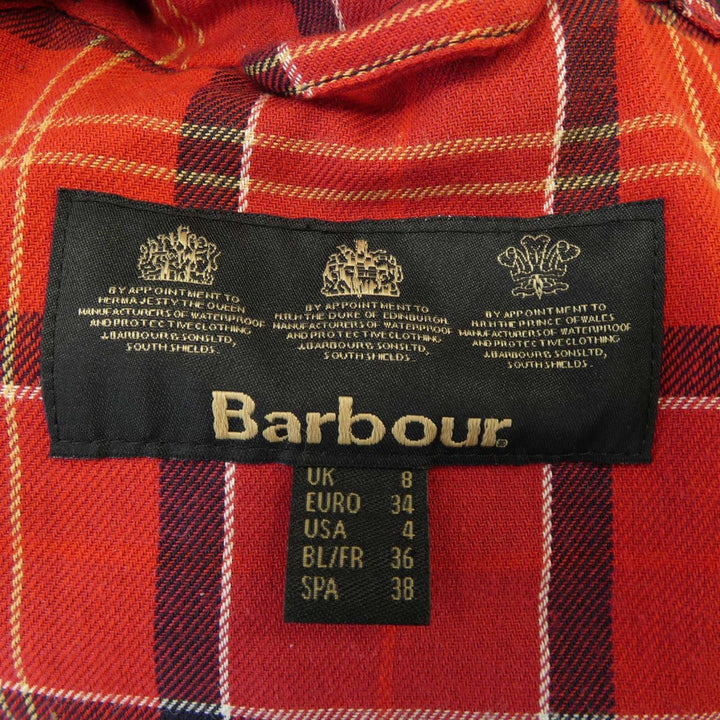 BY APPOINTMENT TO
HER MAJESTY THE QUEEN
MANUFACTURERS OF WATERPROOF
AND PROTECTIVE CLOTHING
J.BARBOUR & SONS LTD,
SOUTH SHIELDS.
BY APPOINTMENT TO
H.R.H THE DUKE OF EDINBURGH
MANUFACTURERS OF WATERPROOF
AND PROTECTIVE CLOTHING
J.BARBOUR & SONS LTD,
SOUTH SHIELDS.
BY APPOINTMENT TO
H.R.H THE PRINCE OF WALES
MANUFACTURERS OF WATERPROOF
AND PROTECTIVE CLOTHING
J.BARBOUR & SONS LTD,
SOUTH SHIELDS.
Barbour
UK 8
EURO 34
USA 4
BL/FR 36
SPA 38